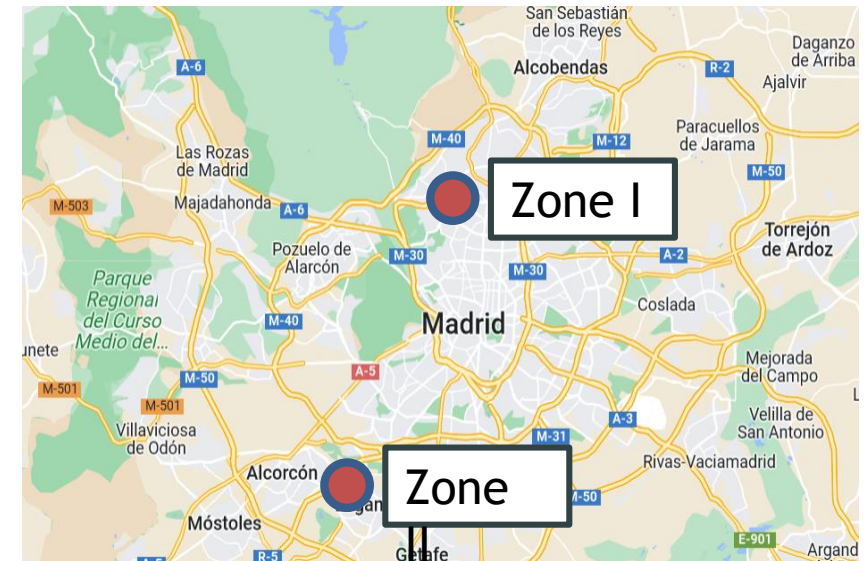 San Sebastián
de los Reyes
Daganzo
de Arriba
A-6
Alcobendas
R-2
Ajalvir
Paracuellos
de Jarama
M-40
M-12
Las Rozas
de Madrid
M-50
M-503
Majadahonda
A-6
Zone I
Torrejón
de Ardoz
Pozuelo de
Alarcón
M-30
A-2
M-30
Parque
Regional
del Curso
Medio del...
Coslada
M-40
Madrid
unete
Mejorada
del Campo
A-5
M-50
M-501
M-501
Velilla de
San Antonio
A-3
Villaviciosa
de Odón
M-31
Rivas-Vaciamadrid
Alcorcón
Zone
II
M-50
Móstoles
E-901
Argand
A-5
R-5
Getafe